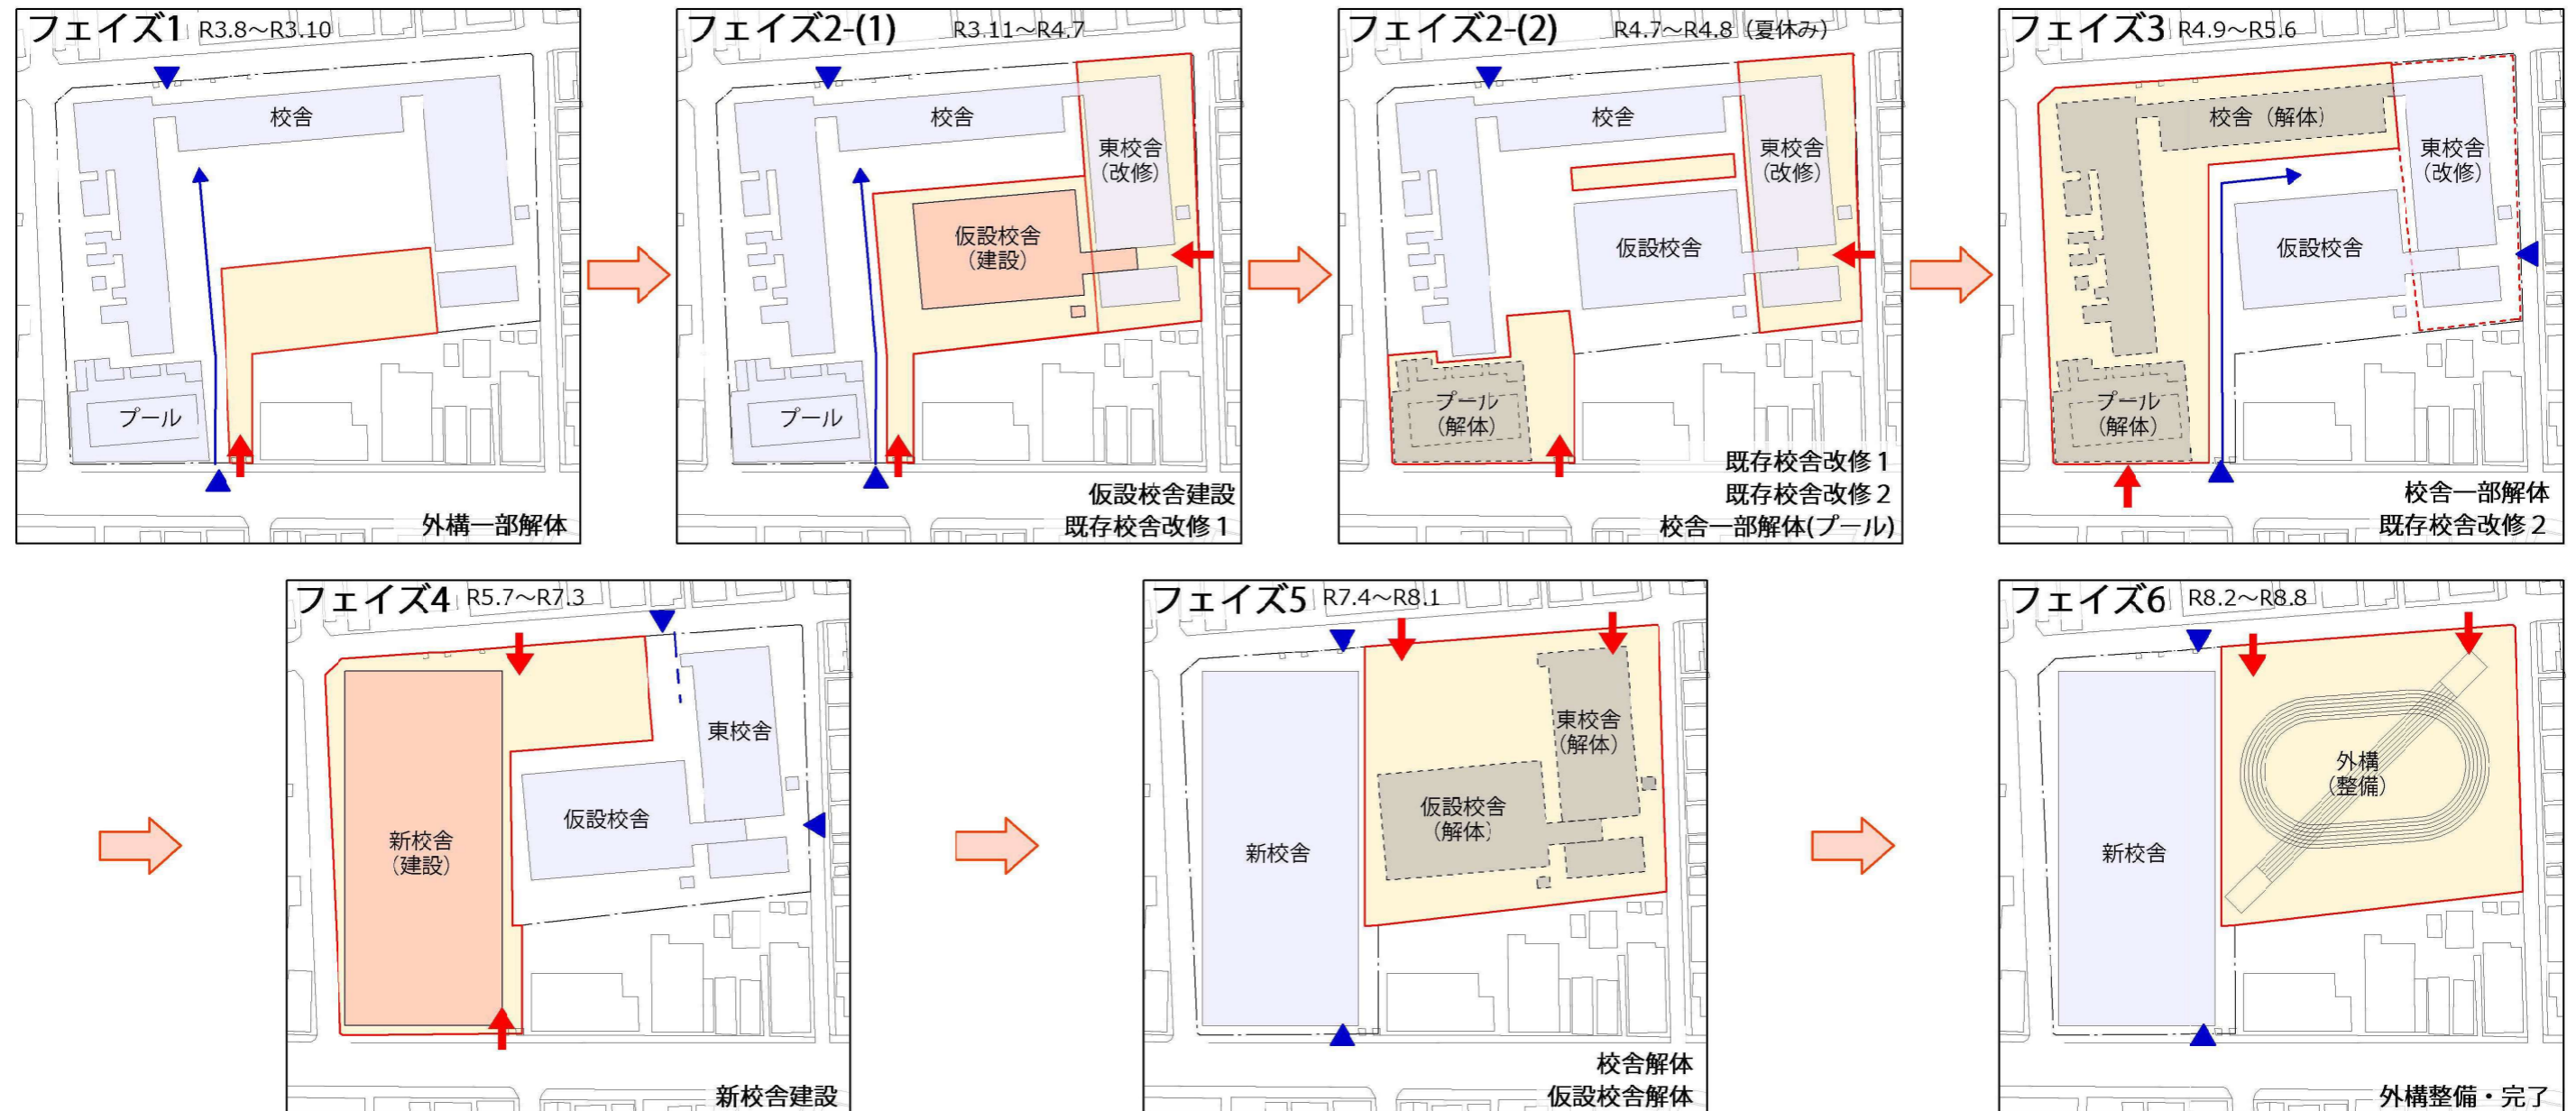 フェイズ1 R3.8～R3.10
校舎
プール
外構一部解体
フェイズ2-(1) R3.11～R4.7
校舎
東校舎
（改修）
仮設校舎
（建設）
プール
仮設校舎建設
既存校舎改修１
フェイズ2-(2) R4.7～R4.8（夏休み）
校舎
東校舎
（改修）
仮設校舎
プール
（解体）
既存校舎改修１
既存校舎改修２
校舎一部解体(プール)
フェイズ3 R4.9～R5.6
校舎（解体）
東校舎
（改修）
仮設校舎
プール
（解体）
校舎一部解体
既存校舎改修２
フェイズ4 R5.7～R7.3
東校舎
仮設校舎
新校舎
（建設）
新校舎建設
フェイズ5 R7.4～R8.1
東校舎
（解体）
仮設校舎
（解体）
新校舎
校舎解体
仮設校舎解体
フェイズ6 R8.2～R8.8
外構
（整備）
新校舎
外構整備・完了